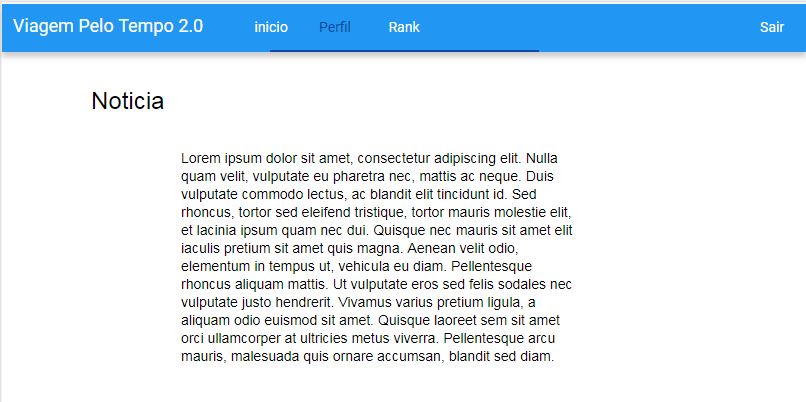 Viagem Pelo Tempo 2.0 inicio Perfil Rank Sair
Noticia
Lorem ipsum dolor sit amet, consectetur adipiscing elit. Nulla
quam velit, vulputate eu pharetra nec, mattis ac neque. Duis
vulputate commodo lectus, ac blandit elit tincidunt id. Sed
rhoncus, tortor sed eleifend tristique, tortor mauris molestie elit,
et lacinia ipsum quam nec dui. Quisque nec mauris sit amet elit
iaculis pretium sit amet quis magna. Aenean velit odio,
elementum in tempus ut, vehicula eu diam. Pellentesque
rhoncus aliquam mattis. Ut vulputate eros sed felis sodales nec
vulputate justo hendrerit. Vivamus varius pretium ligula, a
aliquam odio euismod sit amet. Quisque laoreet sem sit amet
orci ullamcorper at ultricies metus viverra. Pellentesque arcu
mauris, malesuada quis ornare accumsan, blandit sed diam.